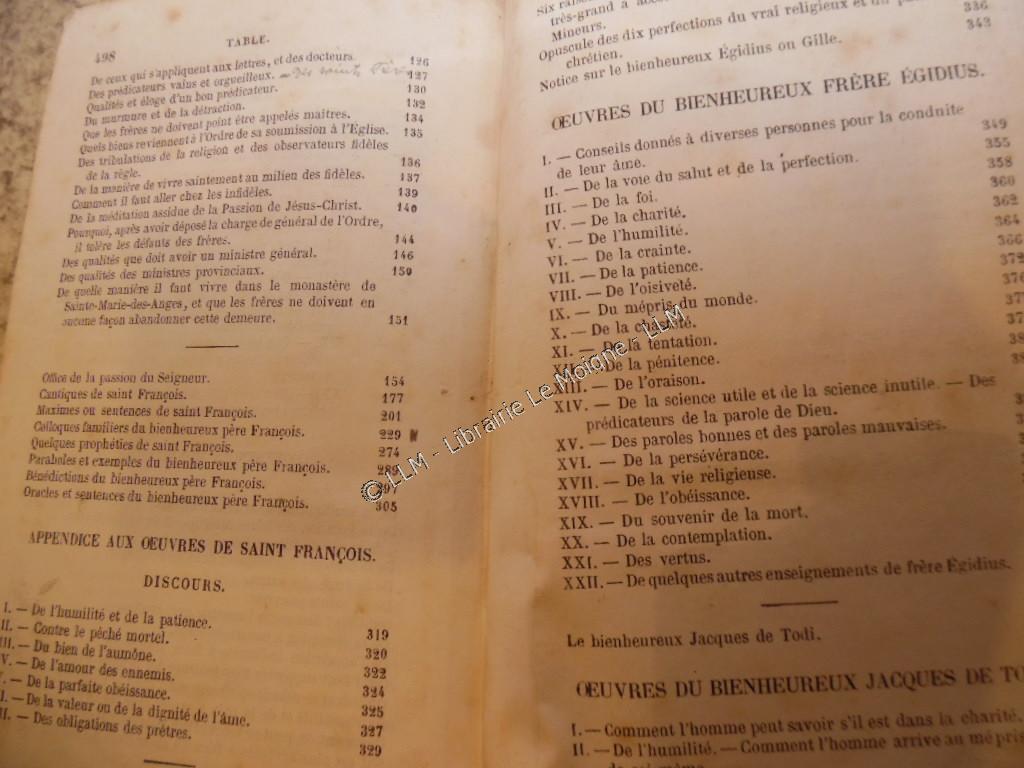 498
TABLE.
De ceux qui s'appliquent aux lettres, et des docteurs. 126
Des prédicateurs vains et orgueilleux. 127
Qualités et éloge d'un bon prédicateur. 130
Du murmure et de la détraction. 132
Que les frères ne doivent point être appelés maîtres. 134
Quels biens reviennent à l'Ordre de sa soumission à l'Église. 135
Des tribulations de la religion et des observateurs fidèles
de la règle. 136
De la manière de vivre saintement au milieu des fidèles. 137
Comment il faut aller chez les infidèles. 139
De la méditation assidue de la Passion de Jésus-Christ. 140
Pourquoi, après avoir déposé la charge de général de l'Ordre,
il tolère les défauts des frères. 144
Des qualités que doit avoir un ministre général. 146
Des qualités des ministres provinciaux. 150
De quelle manière il faut vivre dans le monastère de
Sainte-Marie-des-Anges, et que les frères ne doivent en
aucune façon abandonner cette demeure. 151
Office de la passion du Seigneur. 154
Cantiques de saint François. 177
Maximes ou sentences de saint François. 201
Colloques familiers du bienheureux père François. 229
Quelques prophéties de saint François. 274
Paraboles et exemples du bienheureux père François. 289
Bénédictions du bienheureux père François. 297
Oracles et sentences du bienheureux père François. 305
APPENDICE AUX ŒUVRES DE SAINT FRANÇOIS.
DISCOURS.
I. — De l'humilité et de la patience. 319
II. — Contre le péché mortel. 320
III. — Du bien de l'aumône. 322
V. — De l'amour des ennemis. 324
— De la parfaite obéissance. 325
I. — De la valeur ou de la dignité de l'âme. 327
II. — Des obligations des prêtres. 329
Six
très-grand
Mineurs.
Opuscule des dix perfections du vrai religieux et du
chrétien. 336
Notice sur le bienheureux Égidius ou Gille. 343
ŒUVRES DU BIENHEUREUX FRÈRE ÉGIDIUS.
I. — Conseils donnés à diverses personnes pour la conduite
de leur âme. 349
II. — De la voie du salut et de la perfection. 355
III. — De la foi. 358
IV. — De la charité. 360
V. — De l'humilité. 362
VI. — De la crainte. 364
VII. — De la patience. 366
VIII. — De l'oisiveté. 372
IX. — Du mépris du monde.
X. — De la chasteté.
XI. — De la tentation.
XII. — De la pénitence.
XIII. — De l'oraison.
XIV. — De la science utile et de la science inutile. — Des
prédicateurs de la parole de Dieu.
XV. — Des paroles bonnes et des paroles mauvaises.
XVI. — De la persévérance.
XVII. — De la vie religieuse.
XVIII. — De l'obéissance.
XIX. — Du souvenir de la mort.
XX. — De la contemplation.
XXI. — Des vertus.
XXII. — De quelques autres enseignements de frère Égidius.
Le bienheureux Jacques de Todi.
ŒUVRES DU BIENHEUREUX JACQUES DE TO
I. — Comment l'homme peut savoir s'il est dans la charité.
II. — De l'humilité. — Comment l'homme arrive au mépris
© LLM - Librairie Le Moigne - LLM